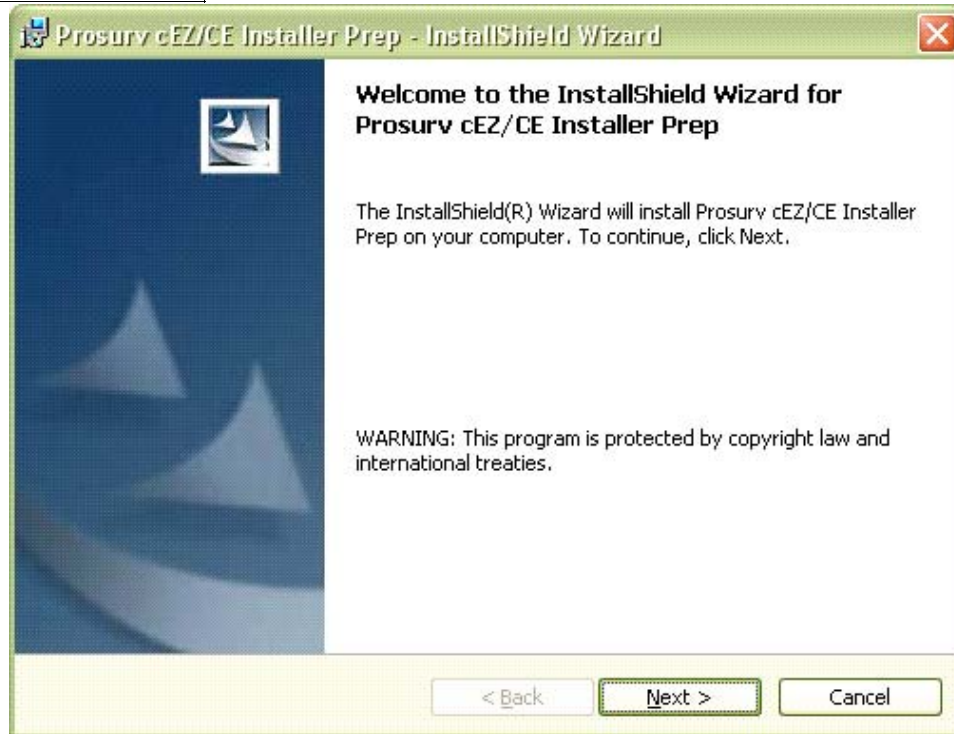 Prosurv cEZ/CE Installer Prep - InstallShield Wizard
Welcome to the InstallShield Wizard for
Prosurv cEZ/CE Installer Prep
The InstallShield(R) Wizard will install Prosurv cEZ/CE Installer
Prep on your computer. To continue, click Next.
WARNING: This program is protected by copyright law and
international treaties.
< Back
Next >
Cancel